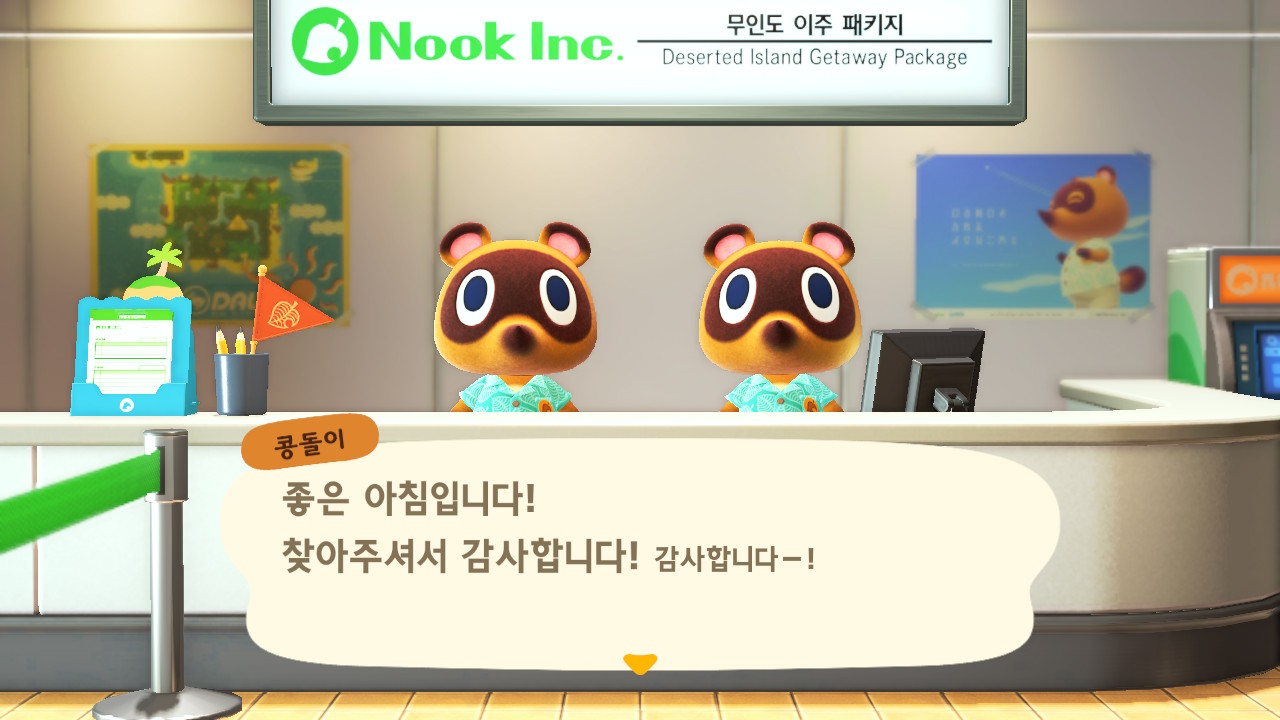 Nook Inc.
무인도 이주 패키지
Deserted Island Getaway Package
콩돌이
좋은 아침입니다!
찾아주셔서 감사합니다! 감사합니다ー!